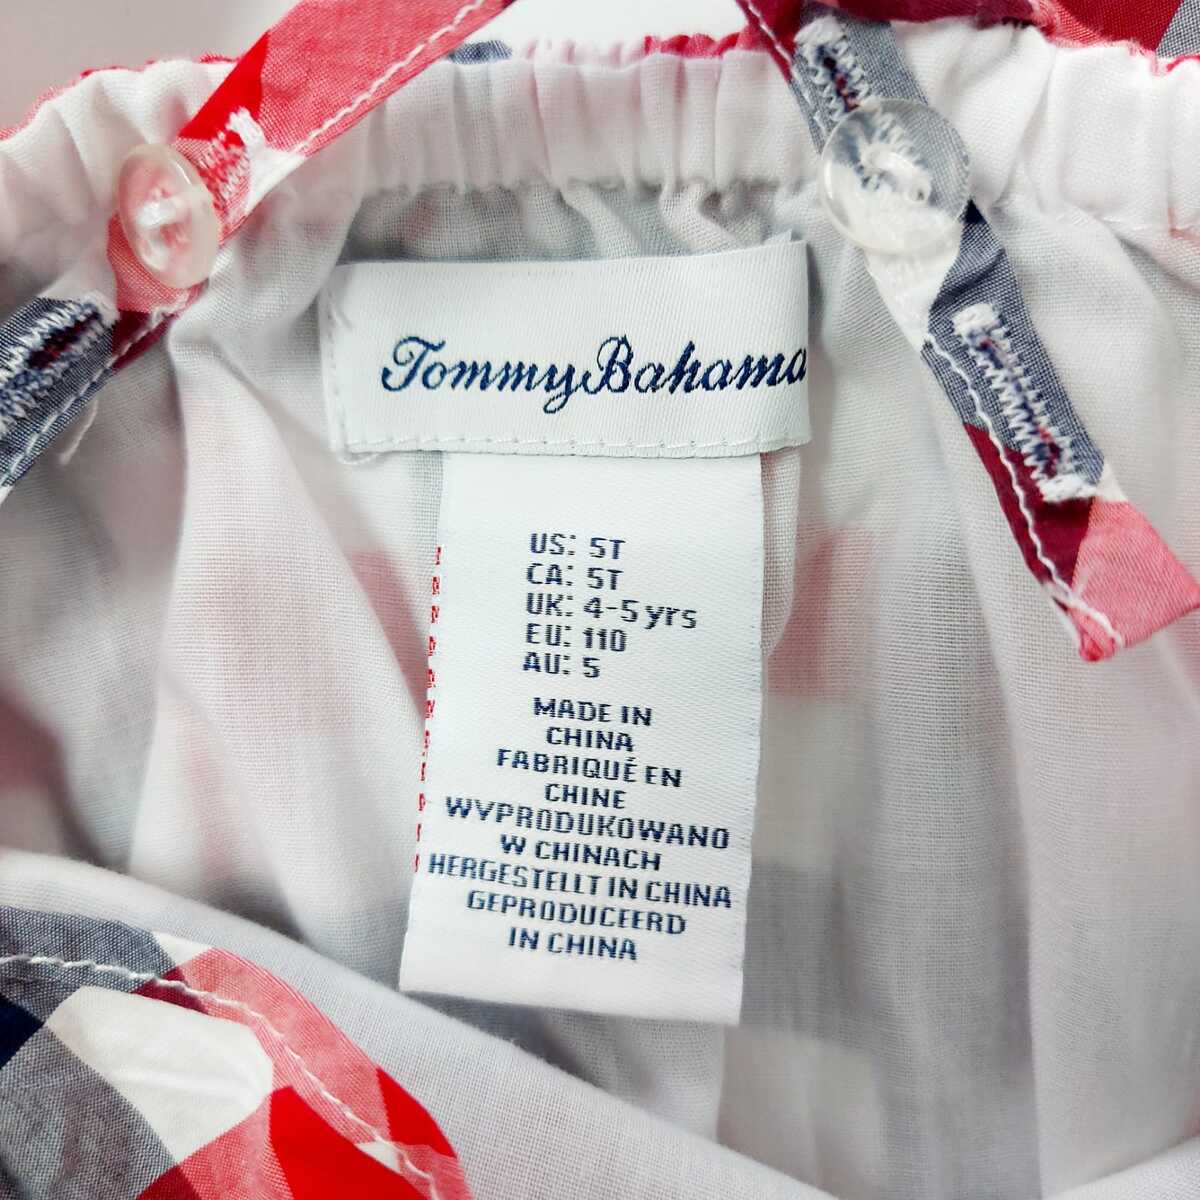 Tommy Bahama
US: 5T
CA: 5T
UK: 4-5 yrs
EU: 110
AU: 5
MADE IN
CHINA
FABRIQUÉ EN
CHINE
WYPRODUKOWANO
W CHINACH
HERGESTELLT IN CHINA
GEPRODUCEERD
IN CHINA